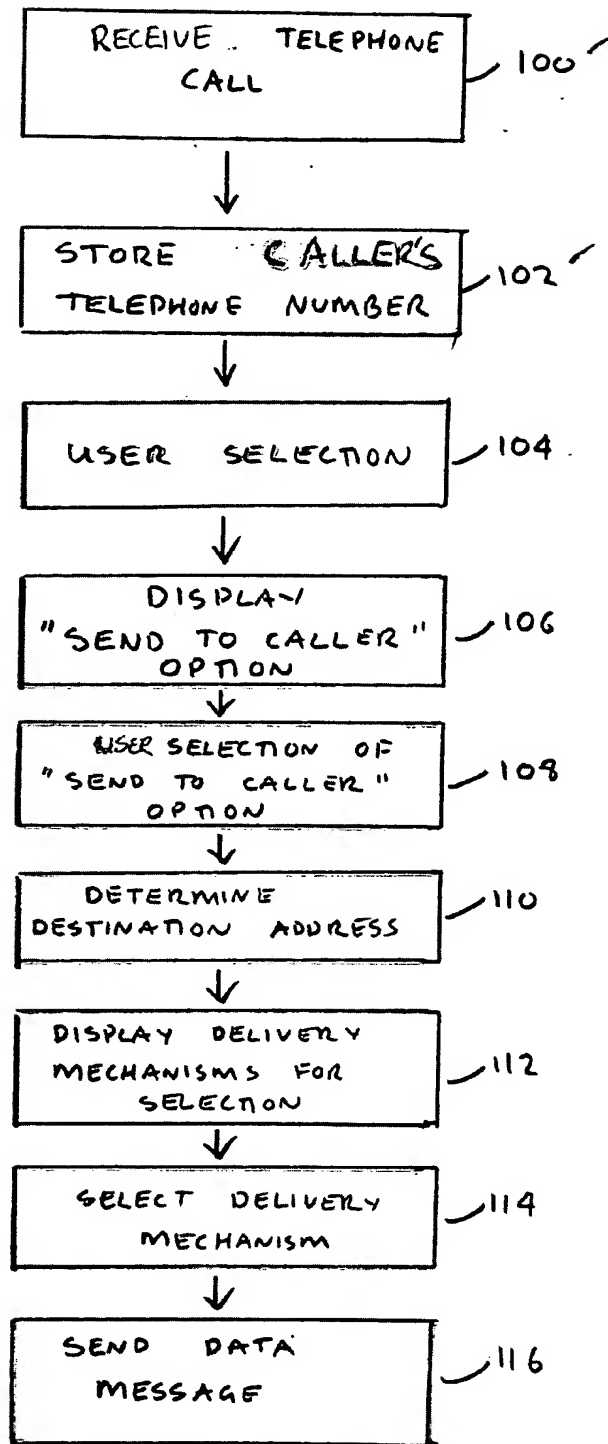 RECEIVE TELEPHONE
CALL
100
STORE CALLER'S
TELEPHONE NUMBER
102
USER SELECTION
104
DISPLAY
"SEND TO CALLER"
OPTION
106
USER SELECTION OF
"SEND TO CALLER"
OPTION
108
DETERMINE
DESTINATION ADDRESS
110
DISPLAY DELIVERY
MECHANISMS FOR
SELECTION
112
SELECT DELIVERY
MECHANISM
114
SEND DATA
MESSAGE
116